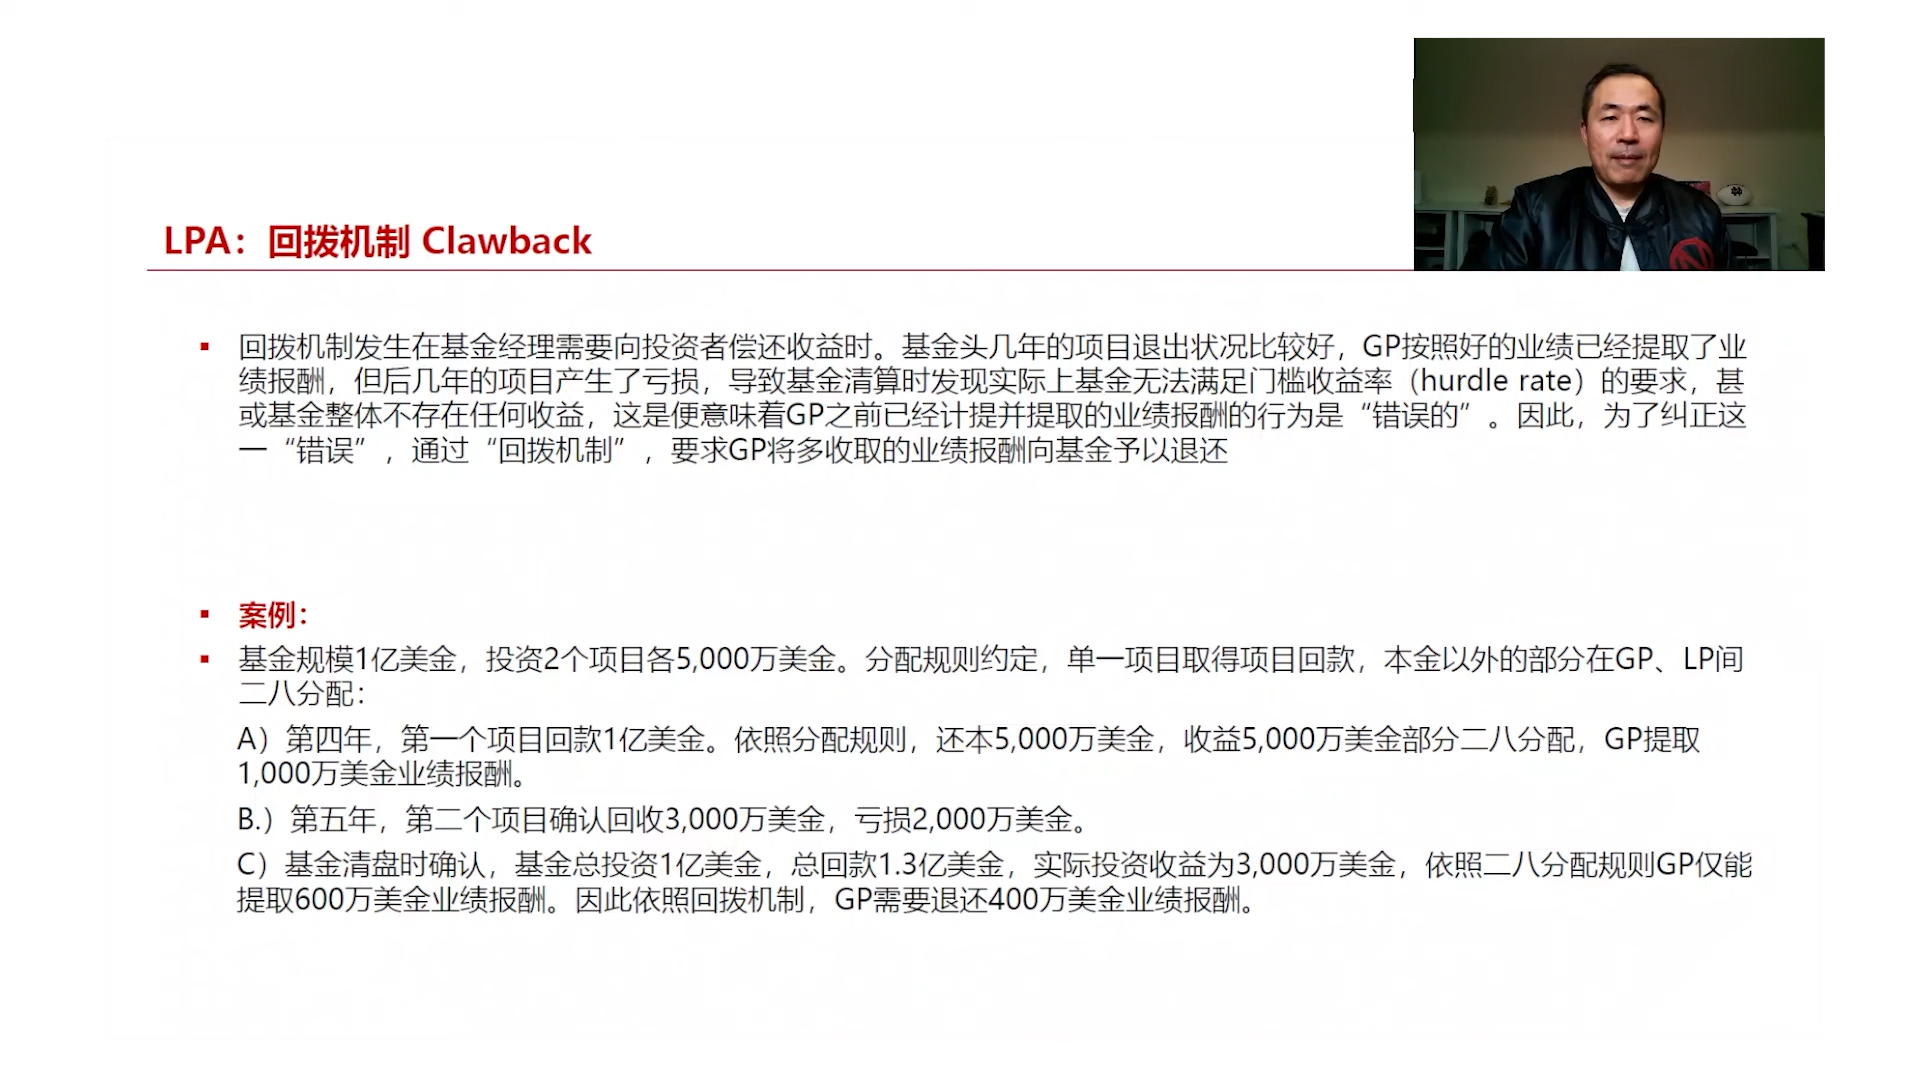 LPA：回拨机制 Clawback
▪ 回拨机制发生在基金经理需要向投资者偿还收益时。基金头几年的项目退出状况比较好，GP按照好的业绩已经提取了业
绩报酬，但后几年的项目产生了亏损，导致基金清算时发现实际上基金无法满足门槛收益率（hurdle rate）的要求，甚
或基金整体不存在任何收益，这是便意味着GP之前已经计提并提取的业绩报酬的行为是“错误的”。因此，为了纠正这
一“错误”，通过“回拨机制”，要求GP将多收取的业绩报酬向基金予以退还
▪ 案例：
▪ 基金规模1亿美金，投资2个项目各5,000万美金。分配规则约定，单一项目取得项目回款，本金以外的部分在GP、LP间
二八分配：
A）第四年，第一个项目回款1亿美金。依照分配规则，还本5,000万美金，收益5,000万美金部分二八分配，GP提取
1,000万美金业绩报酬。
B.）第五年，第二个项目确认回收3,000万美金，亏损2,000万美金。
C）基金清盘时确认，基金总投资1亿美金，总回款1.3亿美金，实际投资收益为3,000万美金，依照二八分配规则GP仅能
提取600万美金业绩报酬。因此依照回拨机制，GP需要退还400万美金业绩报酬。